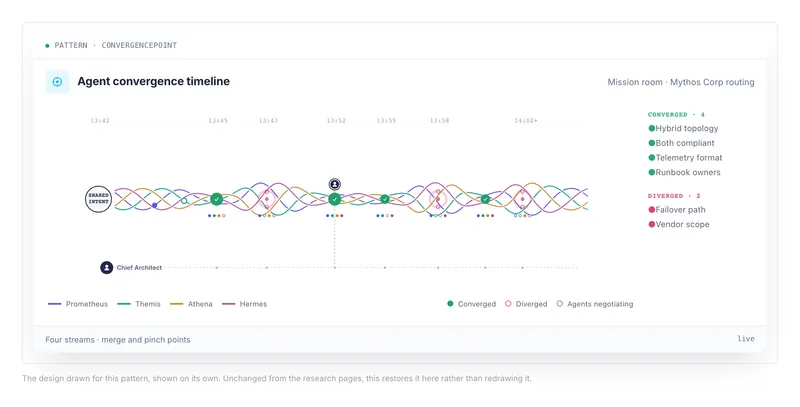 PATTERN · CONVERGENCEPOINT
Agent convergence timeline
Mission room · Mythos Corp routing
13:42 13:45 13:47 13:52 13:55 13:58 14:02+
SHARED
INTENT
Chief Architect
CONVERGED · 4
Hybrid topology
Both compliant
Telemetry format
Runbook owners
DIVERGED · 2
Failover path
Vendor scope
Prometheus Themis Athena Hermes
Converged Diverged Agents negotiating
Four streams · merge and pinch points
live
The design drawn for this pattern, shown on its own. Unchanged from the research pages, this restores it here rather than redrawing it.